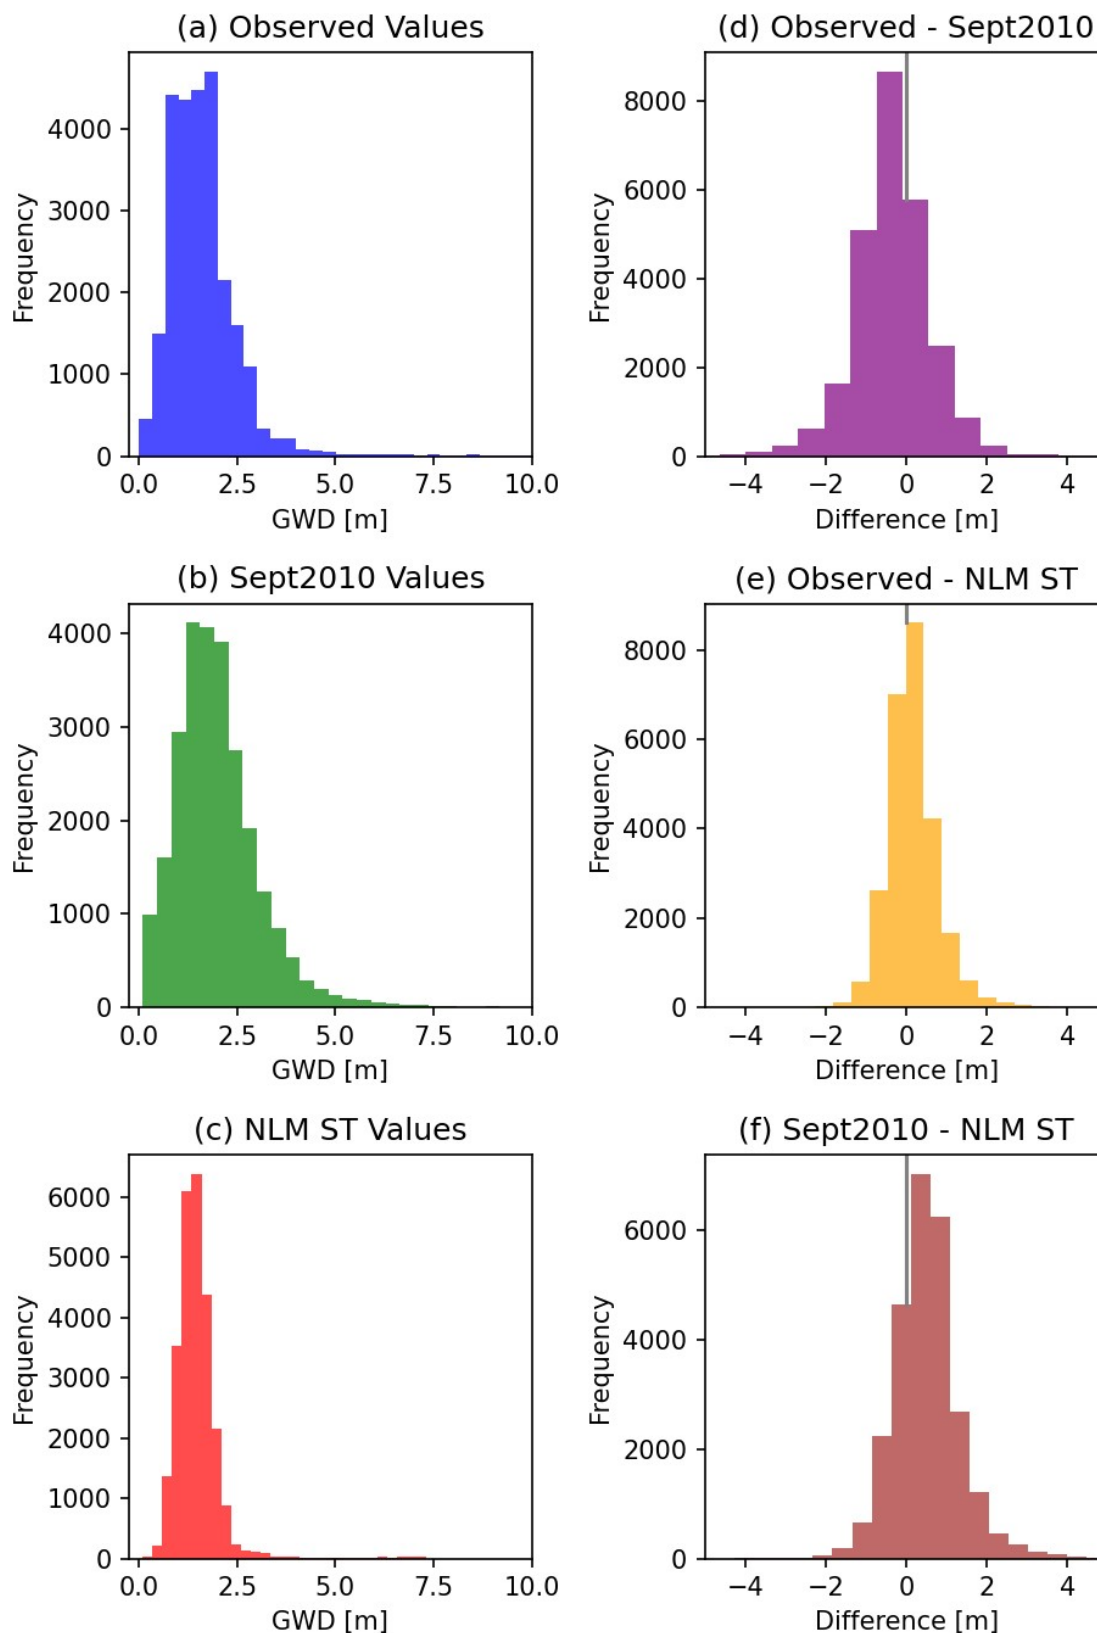 (a) Observed Values
4000
3000
2000
1000
0
Frequency
0.0 2.5 5.0 7.5 10.0
GWD [m]
(d) Observed - Sept2010
8000
6000
4000
2000
0
Frequency
−4 −2 0 2 4
Difference [m]
(b) Sept2010 Values
4000
3000
2000
1000
0
Frequency
0.0 2.5 5.0 7.5 10.0
GWD [m]
(e) Observed - NLM ST
8000
6000
4000
2000
0
Frequency
−4 −2 0 2 4
Difference [m]
(c) NLM ST Values
6000
5000
4000
3000
2000
1000
0
Frequency
0.0 2.5 5.0 7.5 10.0
GWD [m]
(f) Sept2010 - NLM ST
6000
4000
2000
0
Frequency
−4 −2 0 2 4
Difference [m]